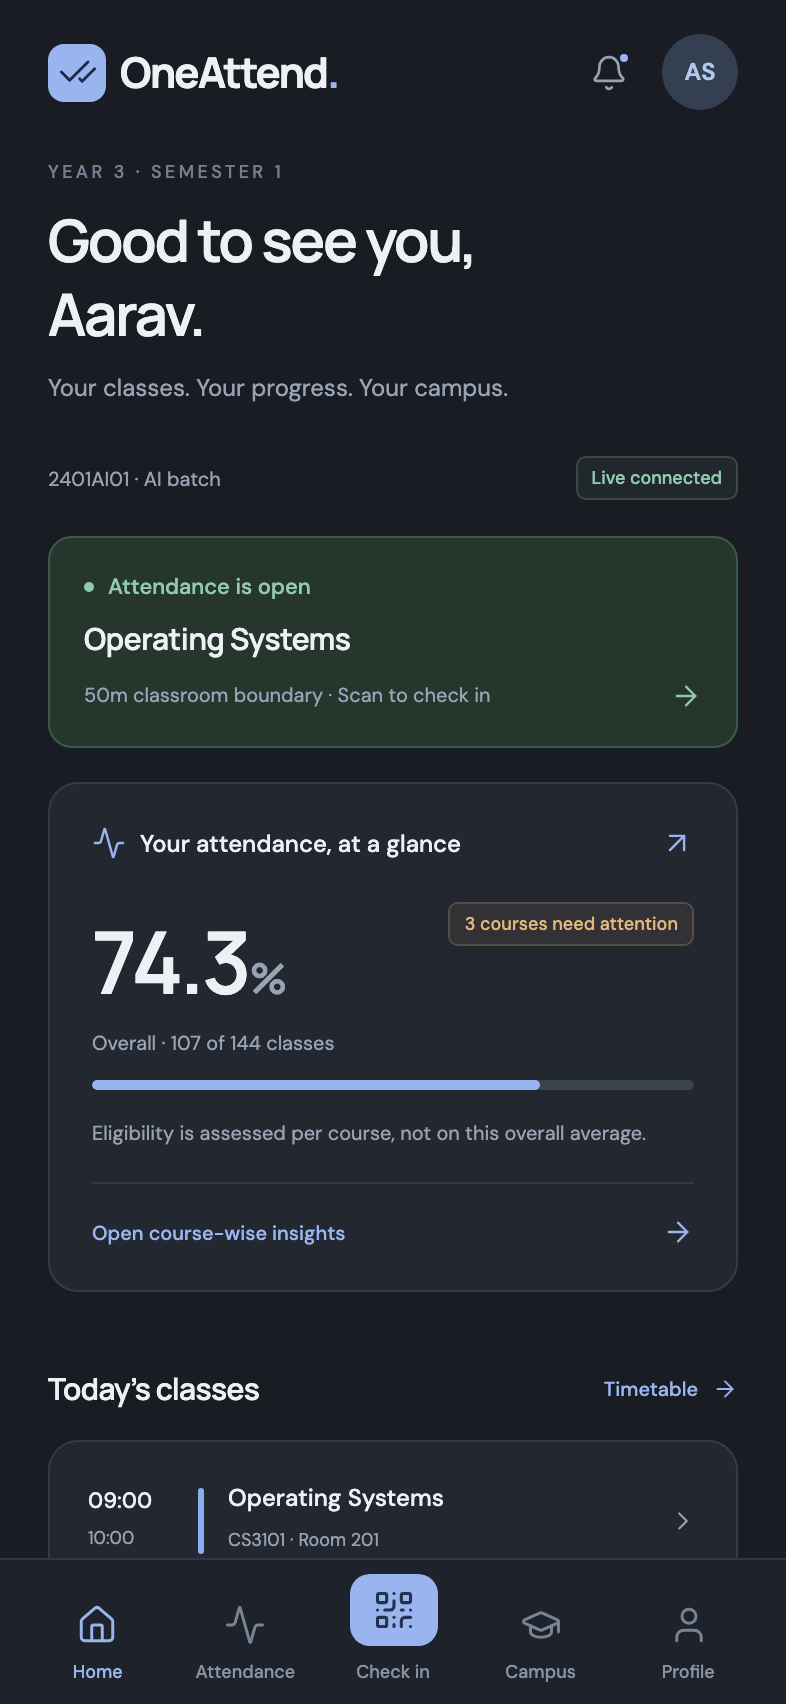 OneAttend.
AS
YEAR 3 · SEMESTER 1
Good to see you,
Aarav.
Your classes. Your progress. Your campus.
2401AI01 · AI batch
Live connected
Attendance is open
Operating Systems
50m classroom boundary · Scan to check in
Your attendance, at a glance
3 courses need attention
74.3%
Overall · 107 of 144 classes
Eligibility is assessed per course, not on this overall average.
Open course-wise insights
Today’s classes
Timetable
09:00
Operating Systems
10:00
CS3101 · Room 201
Home
Attendance
Check in
Campus
Profile